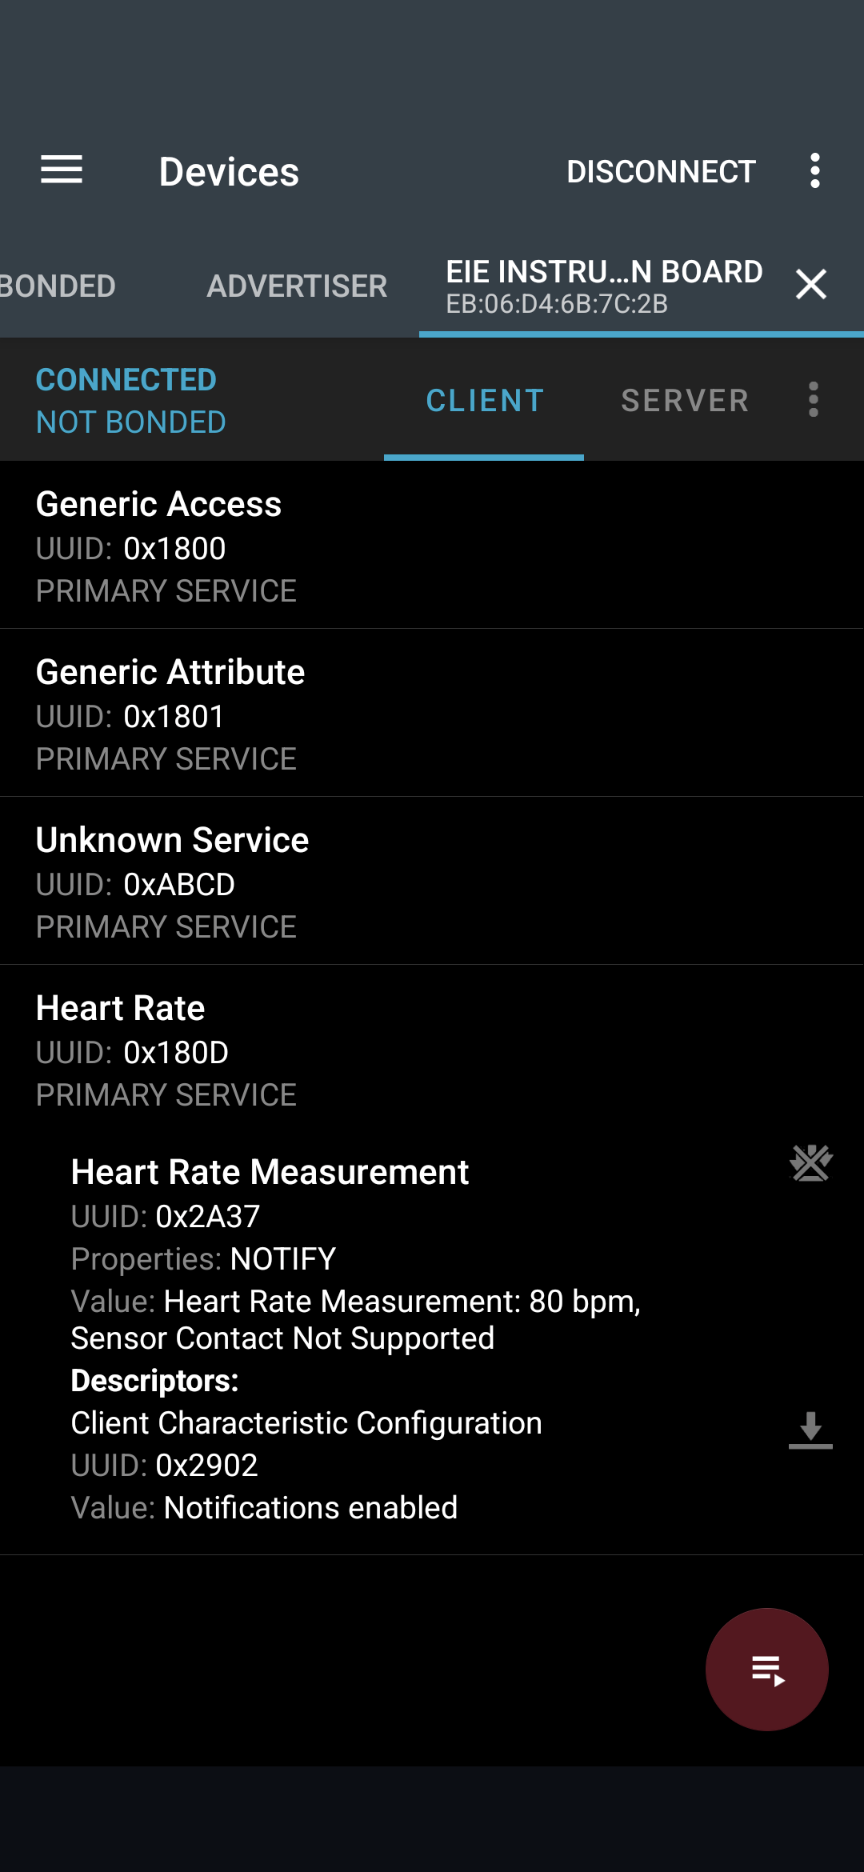 Devices
DISCONNECT
BONDED
ADVERTISER
EIE INSTRU...N BOARD
EB:06:D4:6B:7C:2B
CONNECTED
NOT BONDED
CLIENT
SERVER
Generic Access
UUID: 0x1800
PRIMARY SERVICE
Generic Attribute
UUID: 0x1801
PRIMARY SERVICE
Unknown Service
UUID: 0xABCD
PRIMARY SERVICE
Heart Rate
UUID: 0x180D
PRIMARY SERVICE
Heart Rate Measurement
UUID: 0x2A37
Properties: NOTIFY
Value: Heart Rate Measurement: 80 bpm,
Sensor Contact Not Supported
Descriptors:
Client Characteristic Configuration
UUID: 0x2902
Value: Notifications enabled